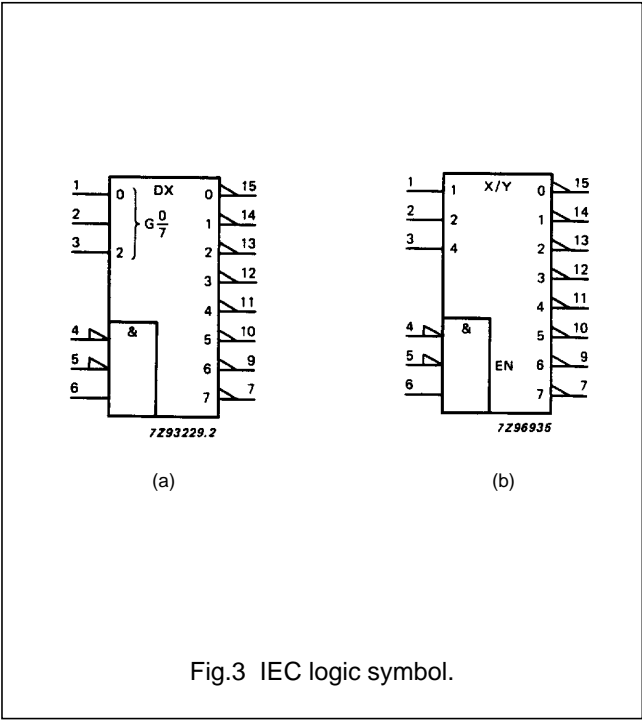 1 0 DX 0 15
2 G 0/7 1 14
3 2 2 13
3 12
4 11
4 & 5 10
5 6 9
6 7 7
7Z93229.2
(a)
1 1 X/Y 0 15
2 2 1 14
3 4 2 13
3 12
4 11
4 & 5 10
5 EN 6 9
6 7 7
7Z96935
(b)
Fig.3 IEC logic symbol.